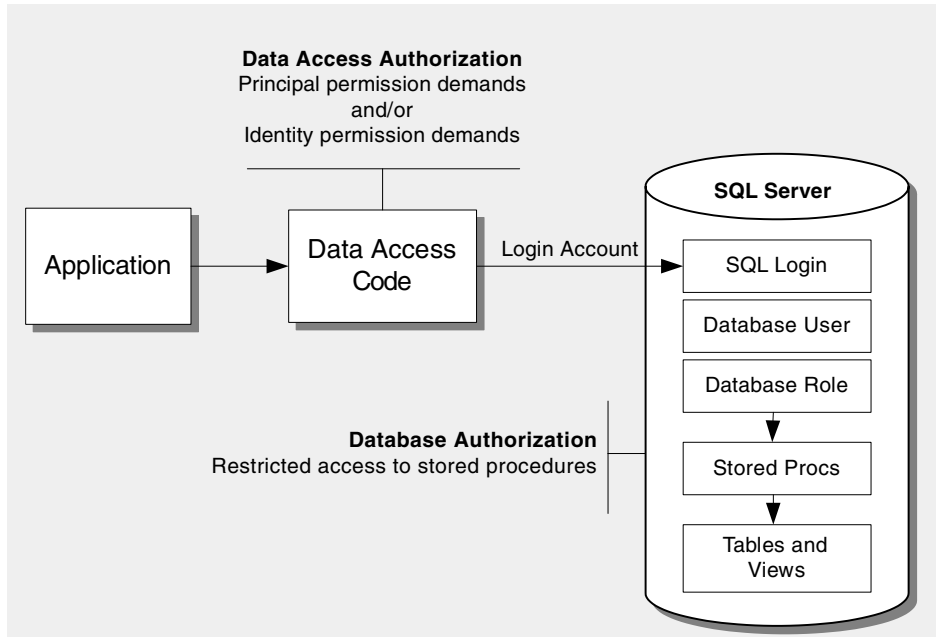 Data Access Authorization
Principal permission demands
and/or
Identity permission demands
SQL Server
Application
Data Access
Code
Login Account
SQL Login
Database User
Database Role
Database Authorization
Restricted access to stored procedures
Stored Procs
Tables and
Views